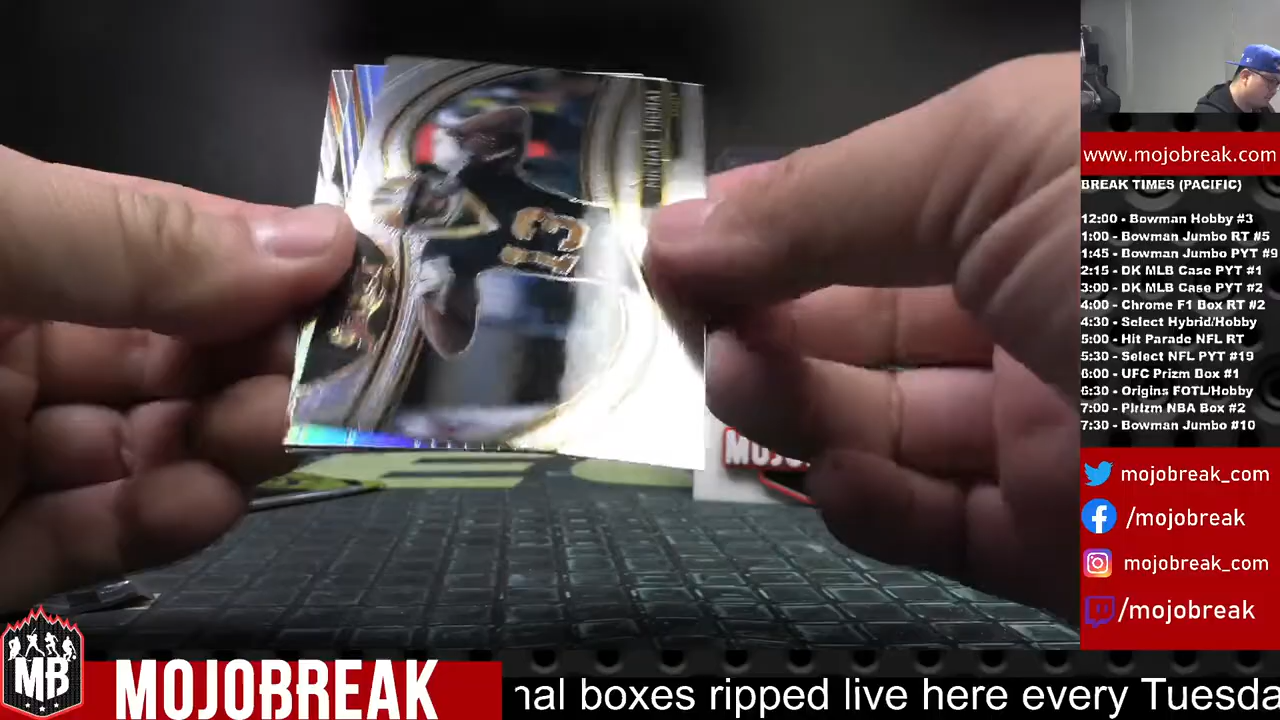 MICHAEL THOMAS
13
MOJO
www.mojobreak.com
BREAK TIMES (PACIFIC)
12:00 - Bowman Hobby #3
1:00 - Bowman Jumbo RT #5
1:45 - Bowman Jumbo PYT #9
2:15 - DK MLB Case PYT #1
3:00 - DK MLB Case PYT #2
4:00 - Chrome F1 Box RT #2
4:30 - Select Hybrid/Hobby
5:00 - Hit Parade NFL RT
5:30 - Select NFL PYT #19
6:00 - UFC Prizm Box #1
6:30 - Origins FOTL/Hobby
7:00 - PIrizm NBA Box #2
7:30 - Bowman Jumbo #10
mojobreak_com
/mojobreak
mojobreak_com
/mojobreak
MB
MOJOBREAK
nal boxes ripped live here every Tuesda